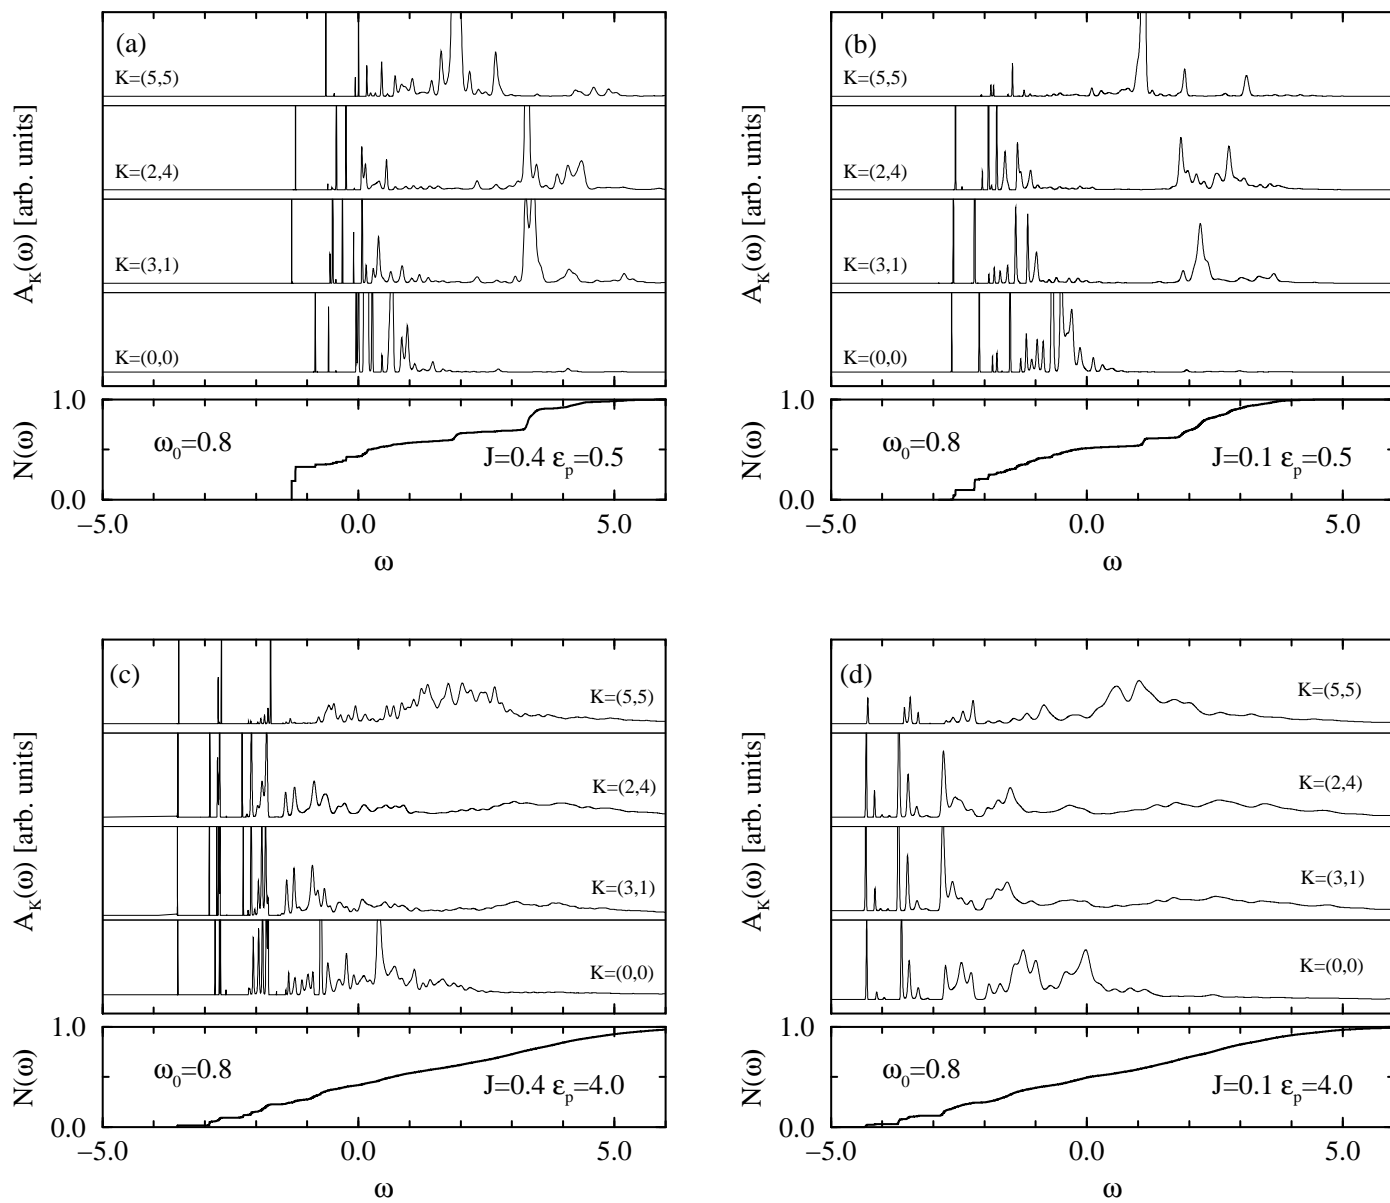 (a)
K=(5,5)
K=(2,4)
K=(3,1)
K=(0,0)
A_K(ω) [arb. units]
N(ω)
1.0
0.0
ω_0=0.8
J=0.4 ε_p=0.5
−5.0 0.0 5.0
ω
(b)
K=(5,5)
K=(2,4)
K=(3,1)
K=(0,0)
A_K(ω) [arb. units]
N(ω)
1.0
0.0
ω_0=0.8
J=0.1 ε_p=0.5
−5.0 0.0 5.0
ω
(c)
K=(5,5)
K=(2,4)
K=(3,1)
K=(0,0)
A_K(ω) [arb. units]
N(ω)
1.0
0.0
ω_0=0.8
J=0.4 ε_p=4.0
−5.0 0.0 5.0
ω
(d)
K=(5,5)
K=(2,4)
K=(3,1)
K=(0,0)
A_K(ω) [arb. units]
N(ω)
1.0
0.0
ω_0=0.8
J=0.1 ε_p=4.0
−5.0 0.0 5.0
ω